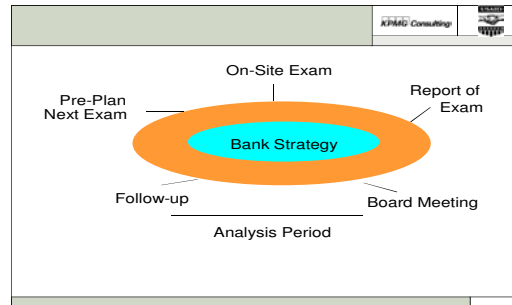 KPMG Consulting
On-Site Exam
Report of
Exam
Pre-Plan
Next Exam
Bank Strategy
Follow-up
Board Meeting
Analysis Period